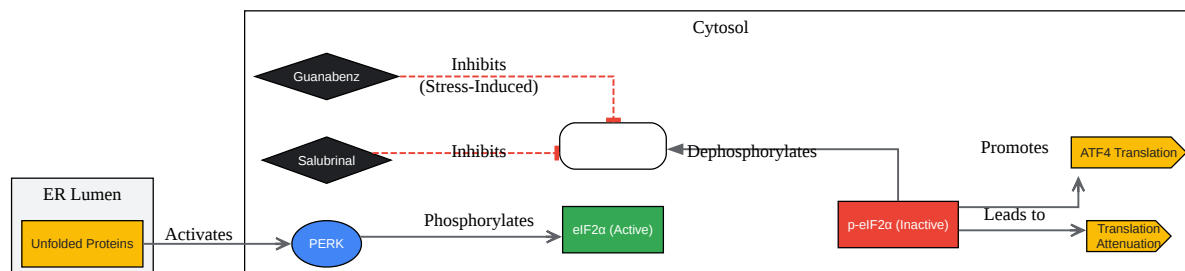 Cytosol
Guanabenz
Inhibits
(Stress-Induced)
Salubrinal
Inhibits
Dephosphorylates
Promotes
ATF4 Translation
ER Lumen
Unfolded Proteins
Activates
PERK
Phosphorylates
eIF2α (Active)
p-eIF2α (Inactive)
Leads to
Translation
Attenuation